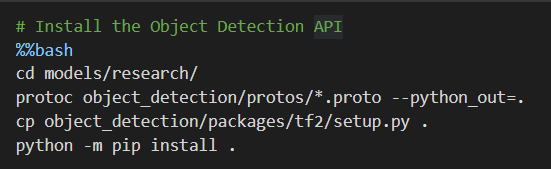 # Install the Object Detection API
%%bash
cd models/research/
protoc object_detection/protos/*.proto --python_out=.
cp object_detection/packages/tf2/setup.py .
python -m pip install .